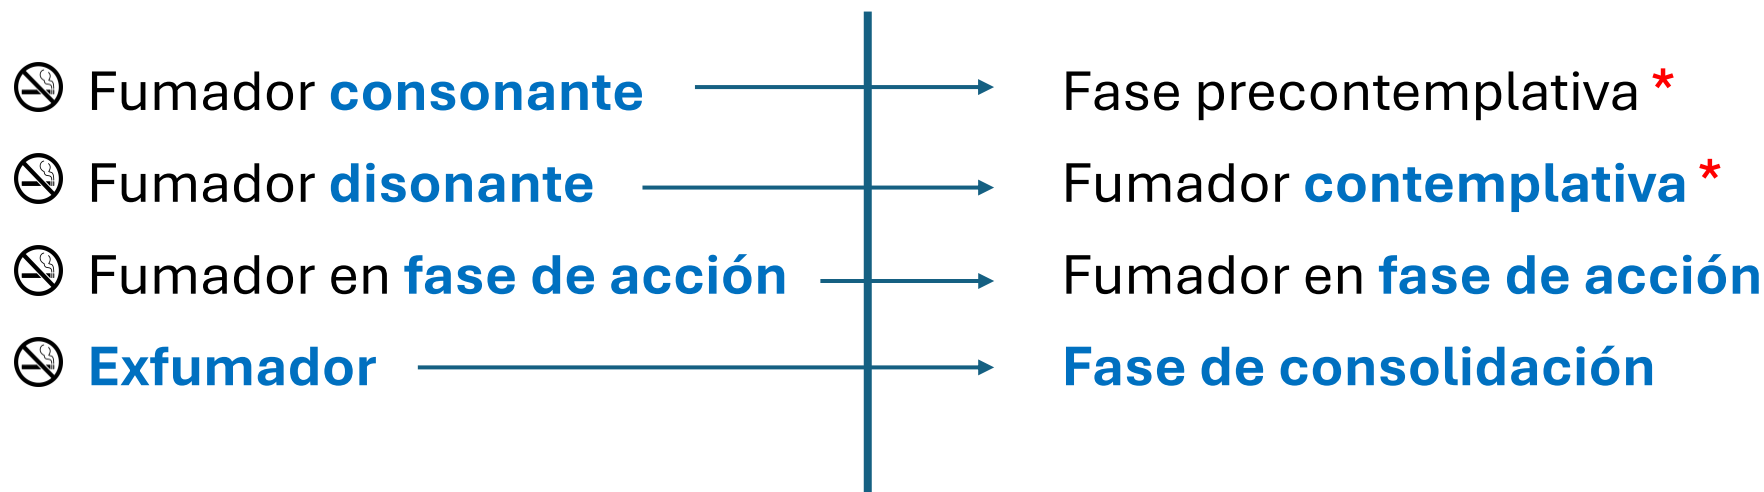 Fumador consonante Fase precontemplativa *
Fumador disonante Fumador contemplativa *
Fumador en fase de acción Fumador en fase de acción
Exfumador Fase de consolidación